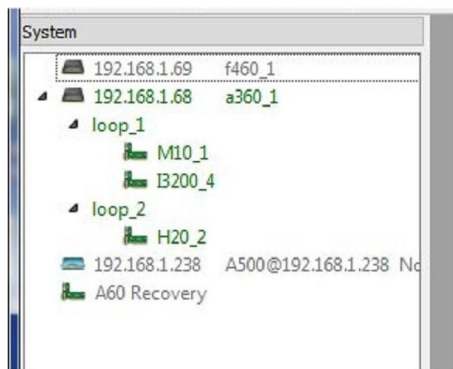 System
192.168.1.69 f460_1
192.168.1.68 a360_1
loop_1
M10_1
I3200_4
loop_2
H20_2
192.168.1.238 A500@192.168.1.238 No
A60 Recovery